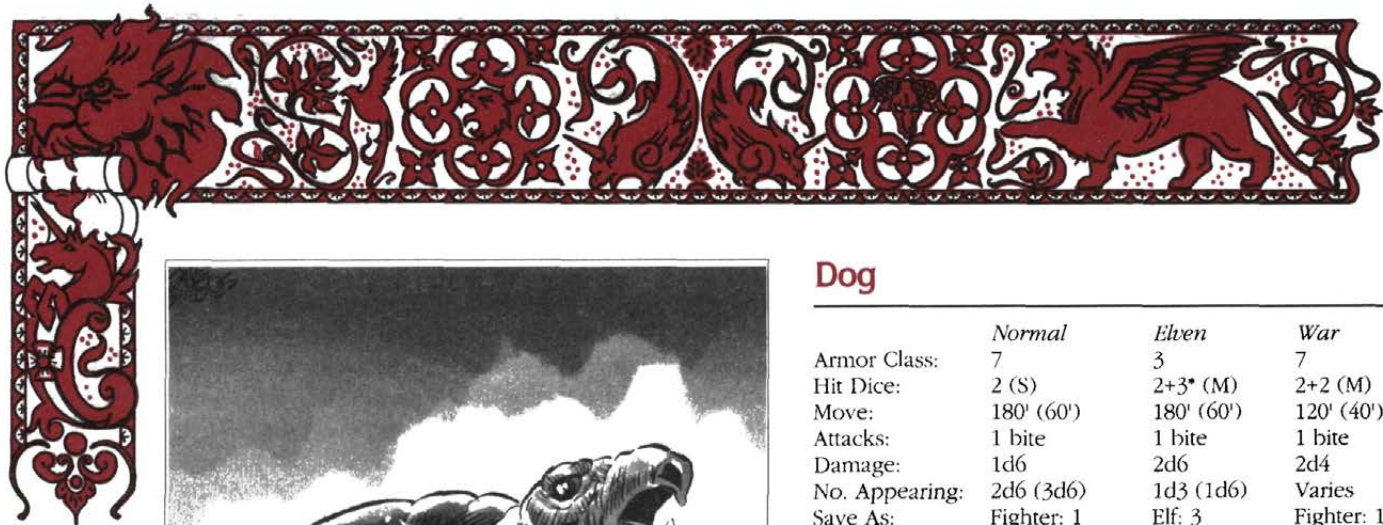 Dog
Normal Elven War
Armor Class: 7 3 7
Hit Dice: 2 (S) 2+3* (M) 2+2 (M)
Move: 180' (60') 180' (60') 120' (40')
Attacks: 1 bite 1 bite 1 bite
Damage: 1d6 2d6 2d4
No. Appearing: 2d6 (3d6) 1d3 (1d6) Varies
Save As: Fighter: 1 Elf: 3 Fighter: 1